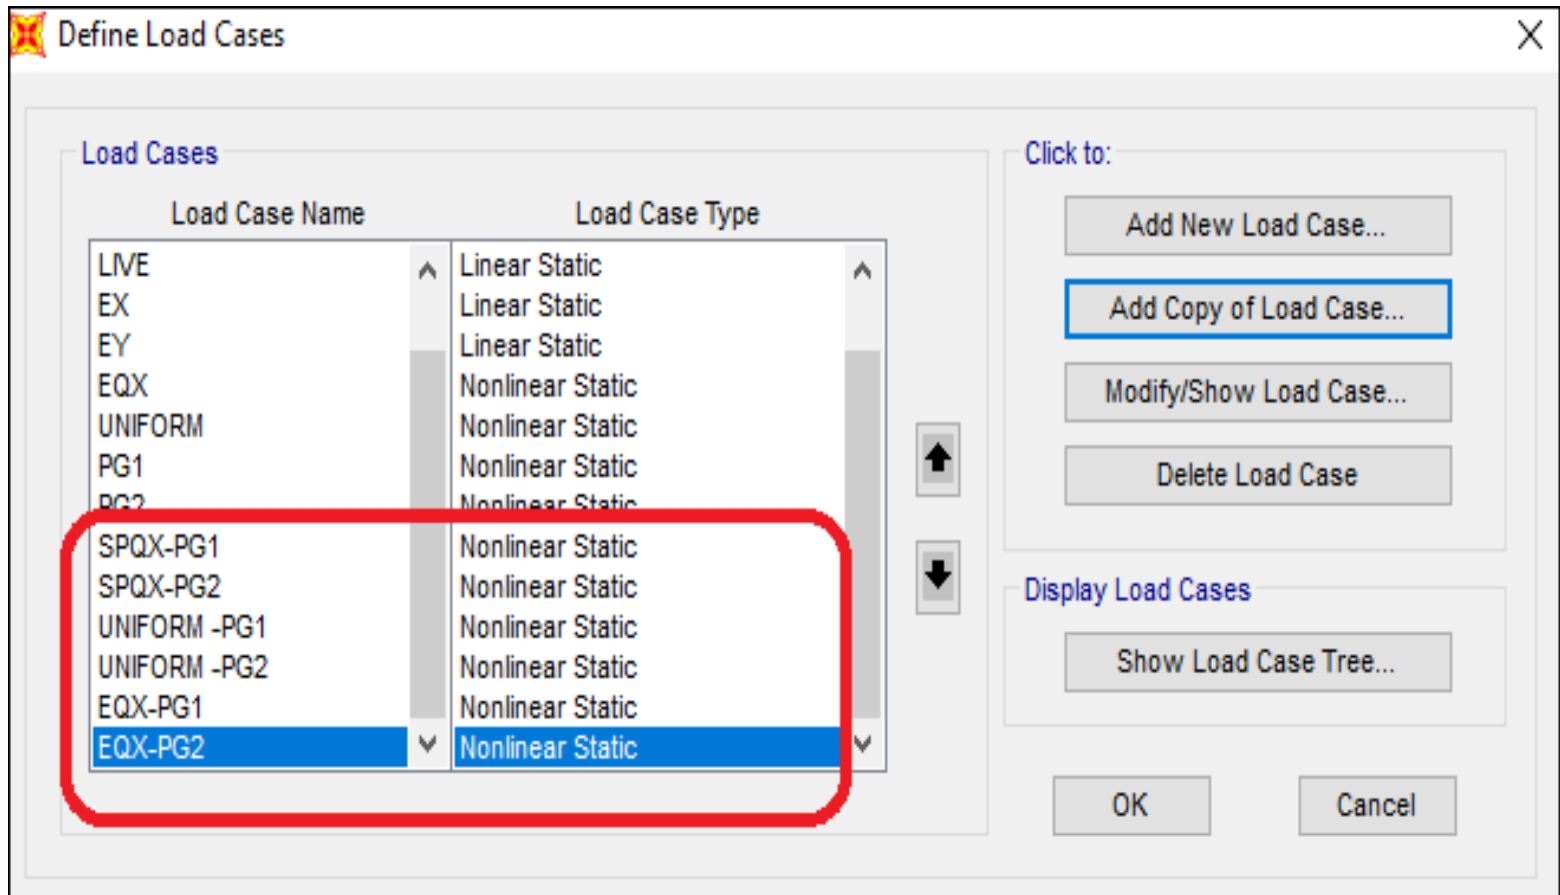 Define Load Cases
Load Cases
Load Case Name Load Case Type
LIVE Linear Static
EX Linear Static
EY Linear Static
EQX Nonlinear Static
UNIFORM Nonlinear Static
PG1 Nonlinear Static
PG2 Nonlinear Static
SPQX-PG1 Nonlinear Static
SPQX-PG2 Nonlinear Static
UNIFORM -PG1 Nonlinear Static
UNIFORM -PG2 Nonlinear Static
EQX-PG1 Nonlinear Static
EQX-PG2 Nonlinear Static
Click to:
Add New Load Case...
Add Copy of Load Case...
Modify/Show Load Case...
Delete Load Case
Display Load Cases
Show Load Case Tree...
OK Cancel